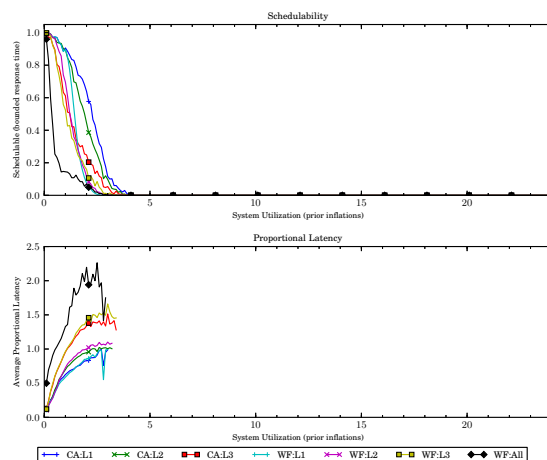 Schedulability
1.0
0.8
0.6
0.4
0.2
0.0
Schedulable (bounded response time)
0 5 10 15 20
System Utilization (prior inflations)
Proportional Latency
2.5
2.0
1.5
1.0
0.5
0.0
Average Proportional Latency
0 5 10 15 20
System Utilization (prior inflations)
CA:L1 CA:L2 CA:L3 WF:L1 WF:L2 WF:L3 WF:All